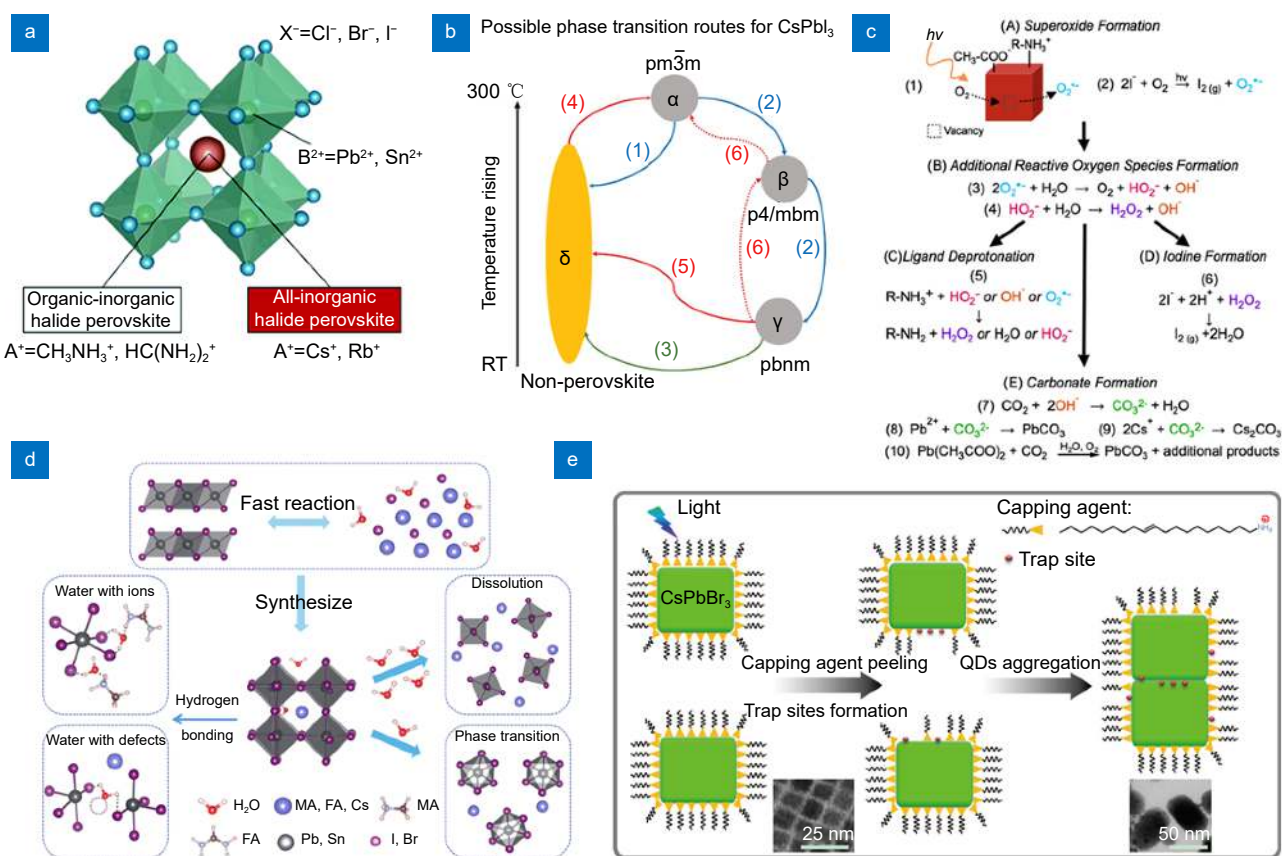 a
X⁻=Cl⁻, Br⁻, I⁻
B²⁺=Pb²⁺, Sn²⁺
Organic-inorganic
halide perovskite
All-inorganic
halide perovskite
A⁺=CH₃NH₃⁺, HC(NH₂)₂⁺
A⁺=Cs⁺, Rb⁺
b
Possible phase transition routes for CsPbI₃
pm3̄m
300 ℃
α
(4)
(2)
(1)
(6)
β
p4/mbm
Temperature rising
δ
(6)
(2)
(5)
γ
(3)
pbnm
RT
Non-perovskite
c
(A) Superoxide Formation
hv
CH₃-COO⁻
R-NH₃⁺
(1)
O₂
O₂•⁻
(2) 2I⁻ + O₂ hv→ I₂ (g) + O₂•⁻
Vacancy
(B) Additional Reactive Oxygen Species Formation
(3) 2O₂•⁻ + H₂O → O₂ + HO₂⁻ + OH⁻
(4) HO₂⁻ + H₂O → H₂O₂ + OH⁻
(C)Ligand Deprotonation
(5)
R-NH₃⁺ + HO₂⁻ or OH⁻ or O₂•⁻
↓
R-NH₂ + H₂O₂ or H₂O or HO₂⁻
(D) Iodine Formation
(6)
2I⁻ + 2H⁺ + H₂O₂
↓
I₂ (g) +2H₂O
(E) Carbonate Formation
(7) CO₂ + 2OH⁻ → CO₃²⁻ + H₂O
(8) Pb²⁺ + CO₃²⁻ → PbCO₃ (9) 2Cs⁺ + CO₃²⁻ → Cs₂CO₃
(10) Pb(CH₃COO)₂ + CO₂ H₂O, O₂→ PbCO₃ + additional products
d
Fast reaction
Synthesize
Water with ions
Dissolution
Hydrogen
bonding
Water with defects
Phase transition
H₂O
MA, FA, Cs
MA
FA
Pb, Sn
I, Br
e
Light
Capping agent:
NH₃
⊕
Trap site
CsPbBr₃
Capping agent peeling
QDs aggregation
Trap sites formation
25 nm
50 nm